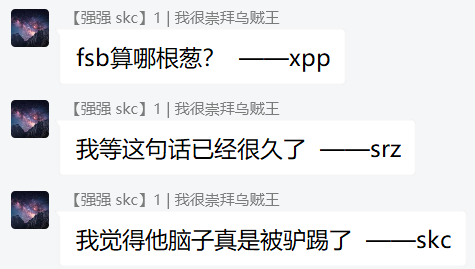 【强强 skc】1 | 我很崇拜乌贼王
fsb算哪根葱？ ——xpp
【强强 skc】1 | 我很崇拜乌贼王
我等这句话已经很久了 ——srz
【强强 skc】1 | 我很崇拜乌贼王
我觉得他脑子真是被驴踢了 ——skc